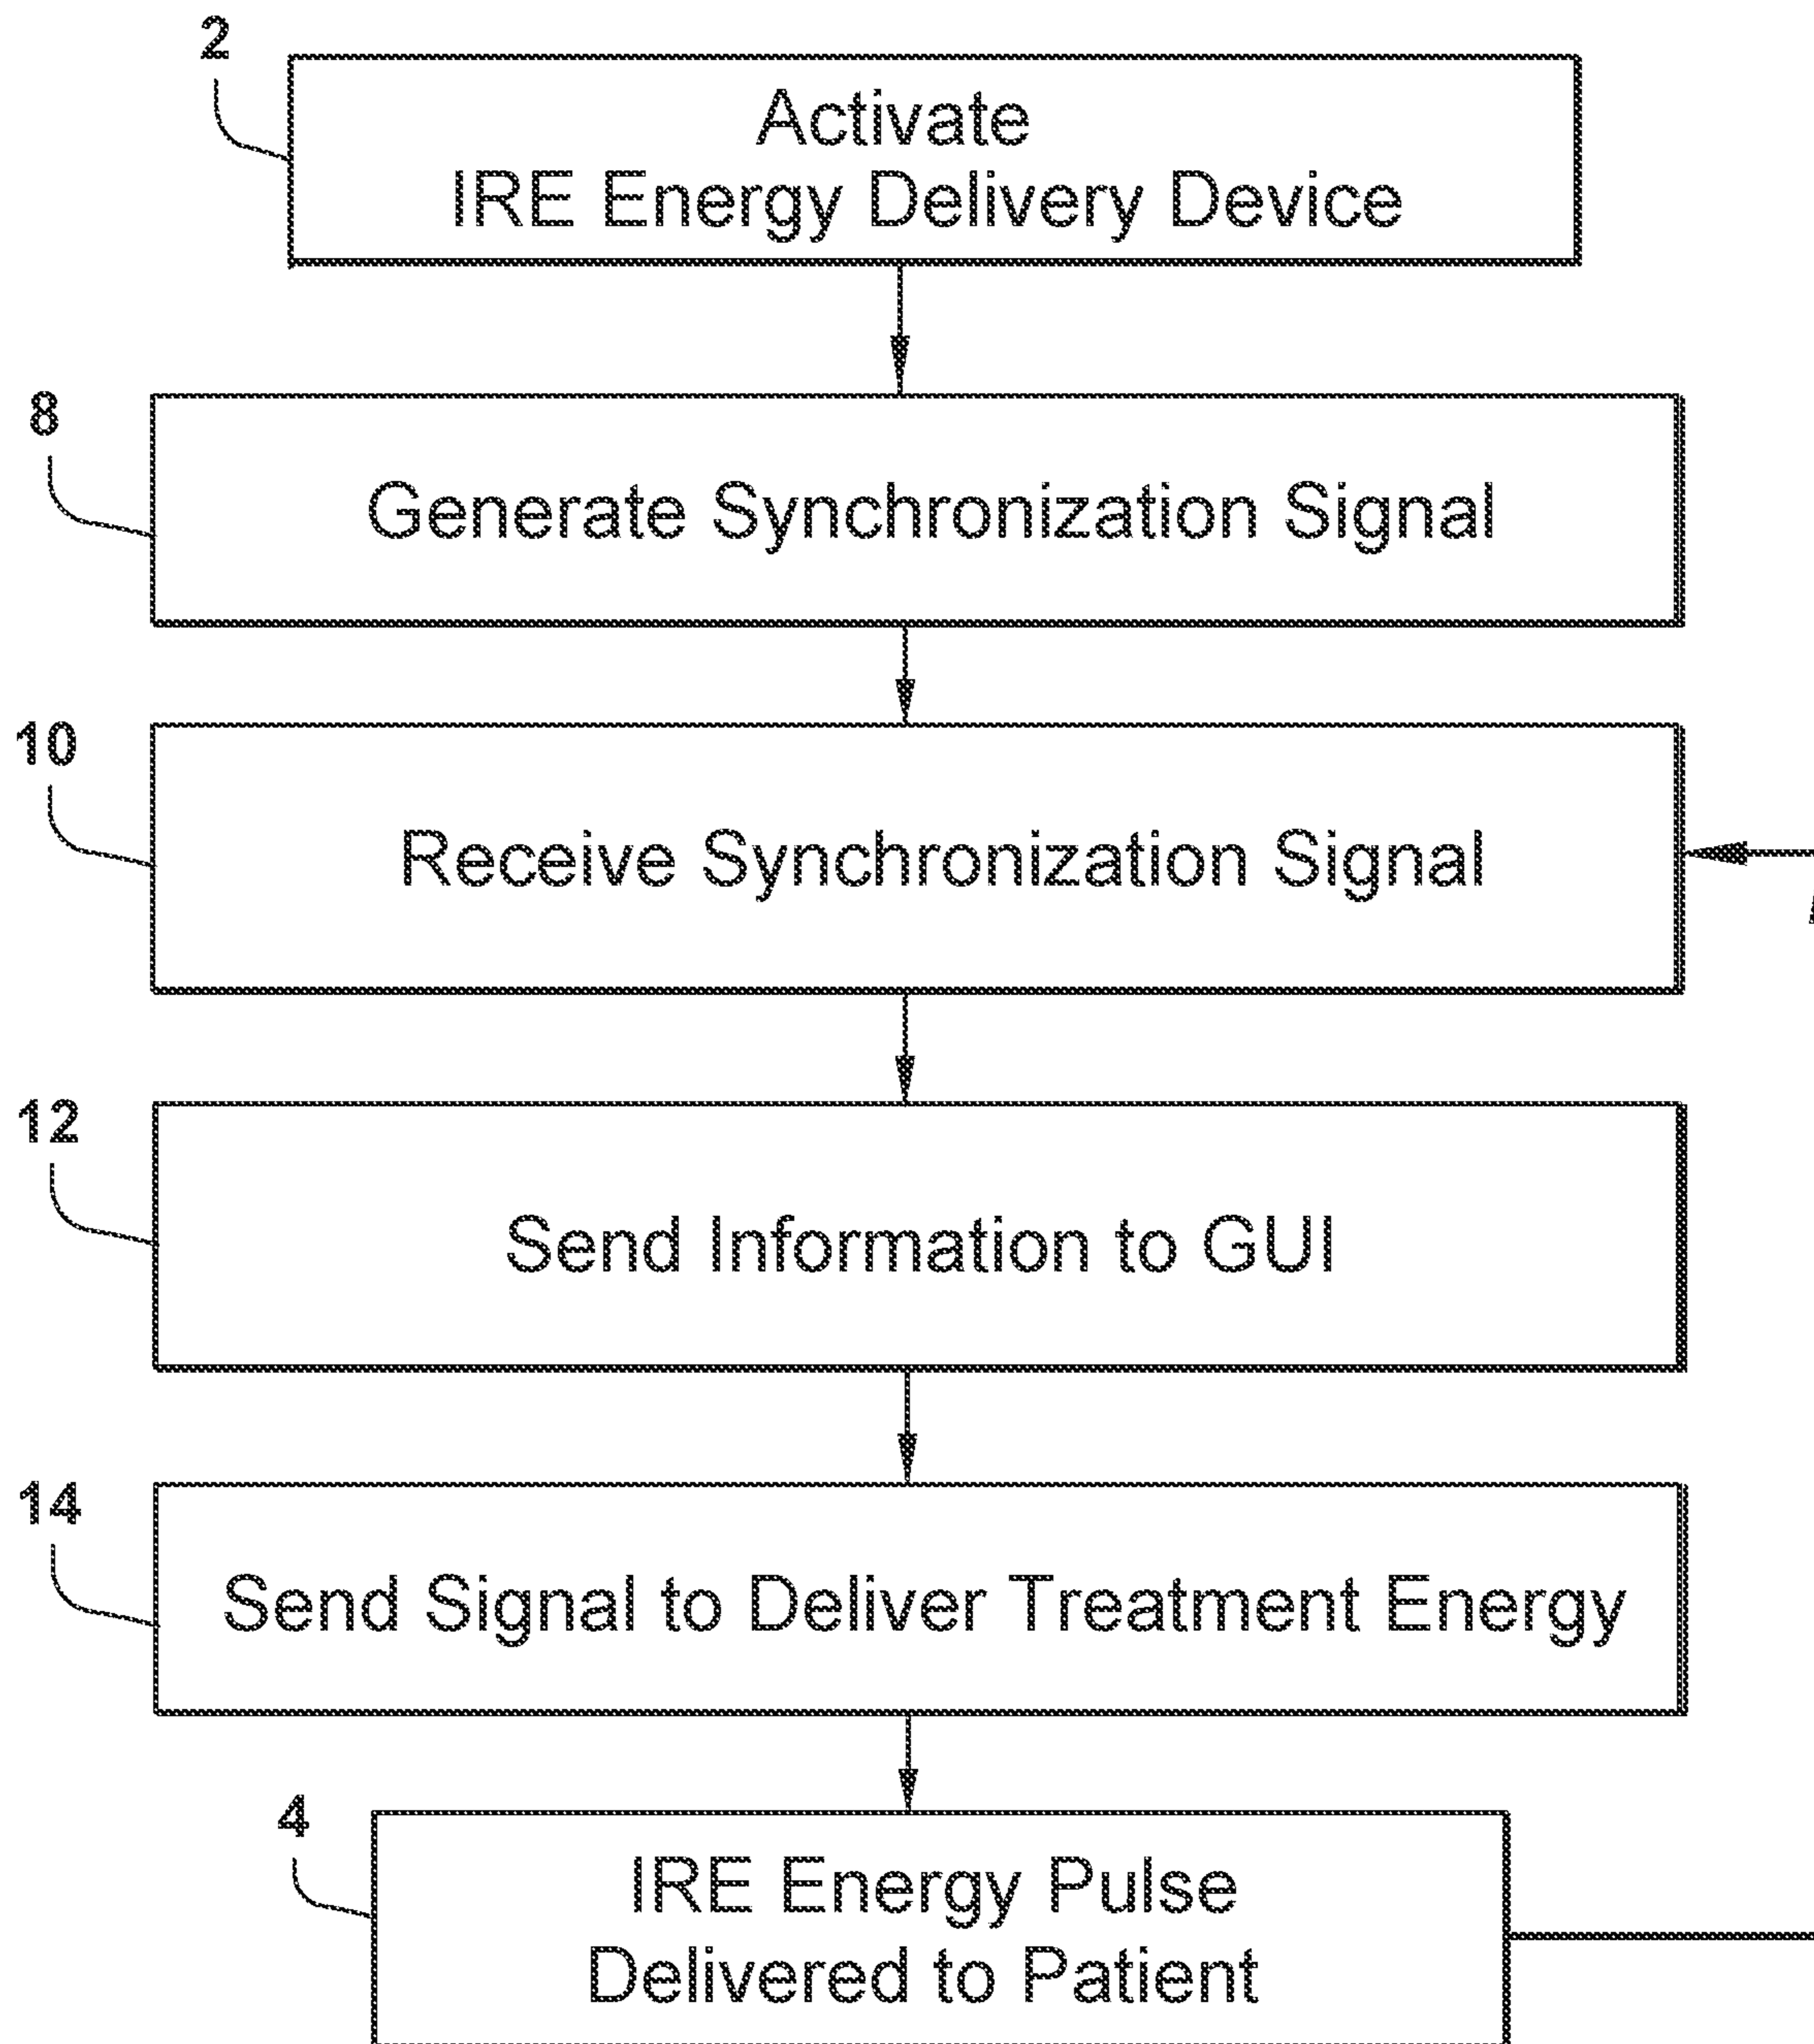 2
Activate
IRE Energy Delivery Device
8
Generate Synchronization Signal
10
Receive Synchronization Signal
12
Send Information to GUI
14
Send Signal to Deliver Treatment Energy
4
IRE Energy Pulse
Delivered to Patient